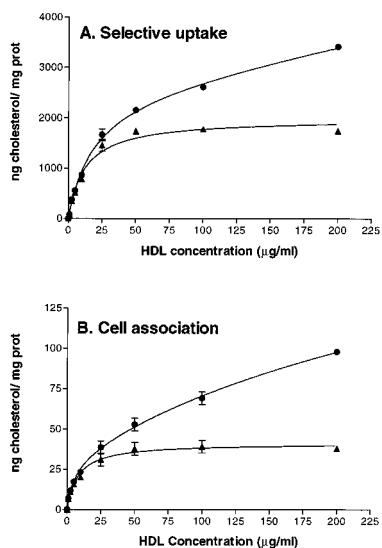 A. Selective uptake
ng cholesterol/ mg prot
4000
3000
2000
1000
0
0 25 50 75 100 125 150 175 200 225
HDL concentration (μg/ml)
B. Cell association
ng cholesterol/ mg prot
125
100
75
50
25
0
0 25 50 75 100 125 150 175 200 225
HDL Concentration (μg/ml)